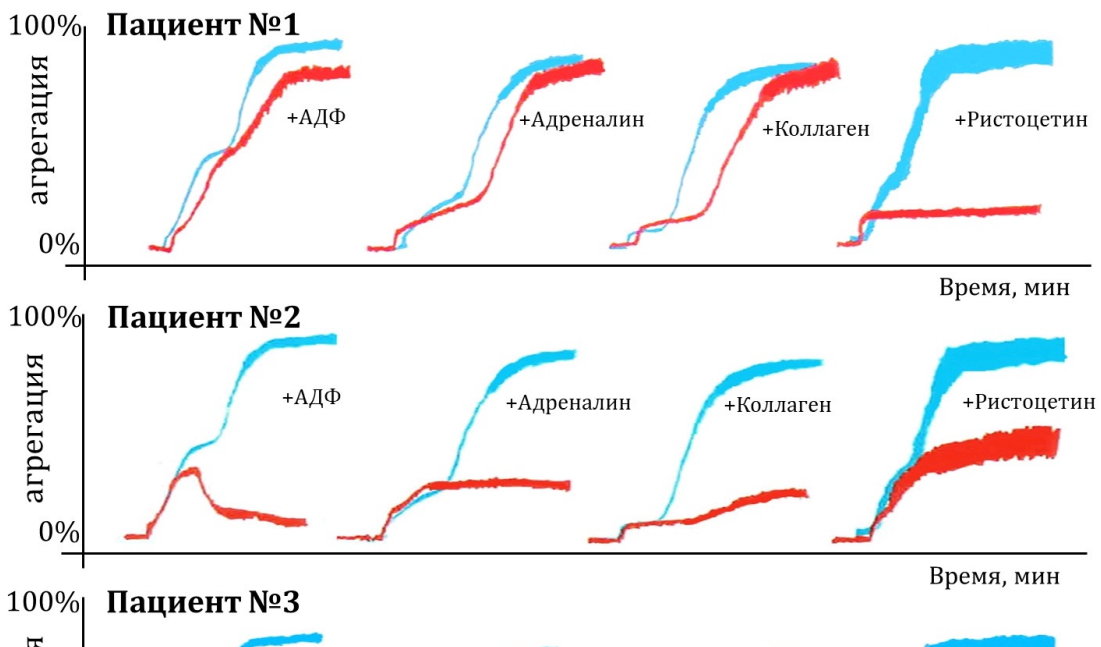 100%
Пациент №1
агрегация
+АДФ
+Адреналин
+Коллаген
+Ристоцетин
0%
Время, мин
100%
Пациент №2
агрегация
+АДФ
+Адреналин
+Коллаген
+Ристоцетин
0%
Время, мин
100%
Пациент №3